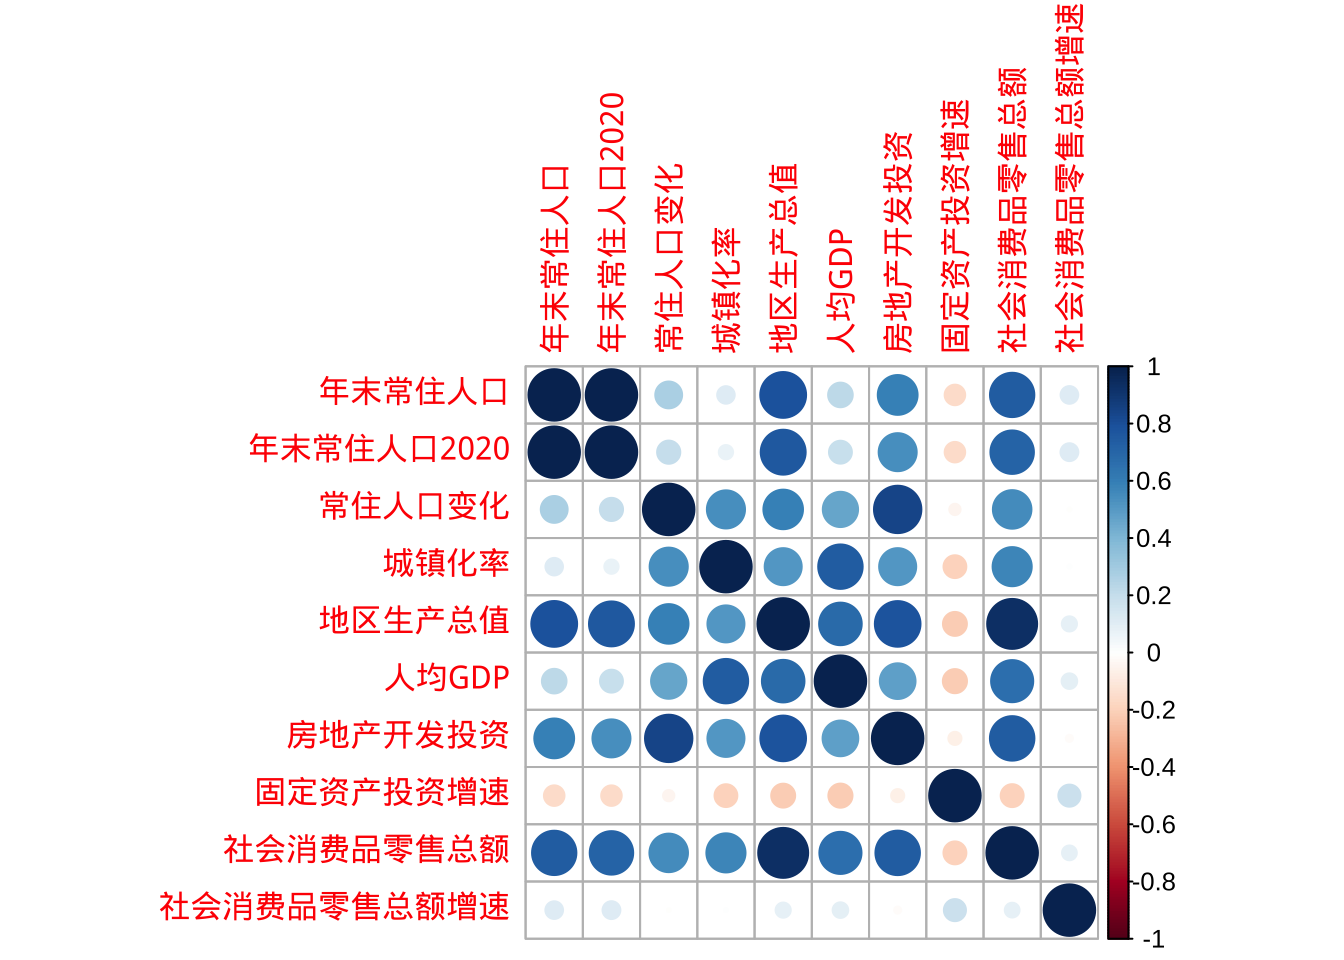 年末常住人口
年末常住人口2020
常住人口变化
城镇化率
地区生产总值
人均GDP
房地产开发投资
固定资产投资增速
社会消费品零售总额
社会消费品零售总额增速
年末常住人口
年末常住人口2020
常住人口变化
城镇化率
地区生产总值
人均GDP
房地产开发投资
固定资产投资增速
社会消费品零售总额
社会消费品零售总额增速
1
0.8
0.6
0.4
0.2
0
-0.2
-0.4
-0.6
-0.8
-1